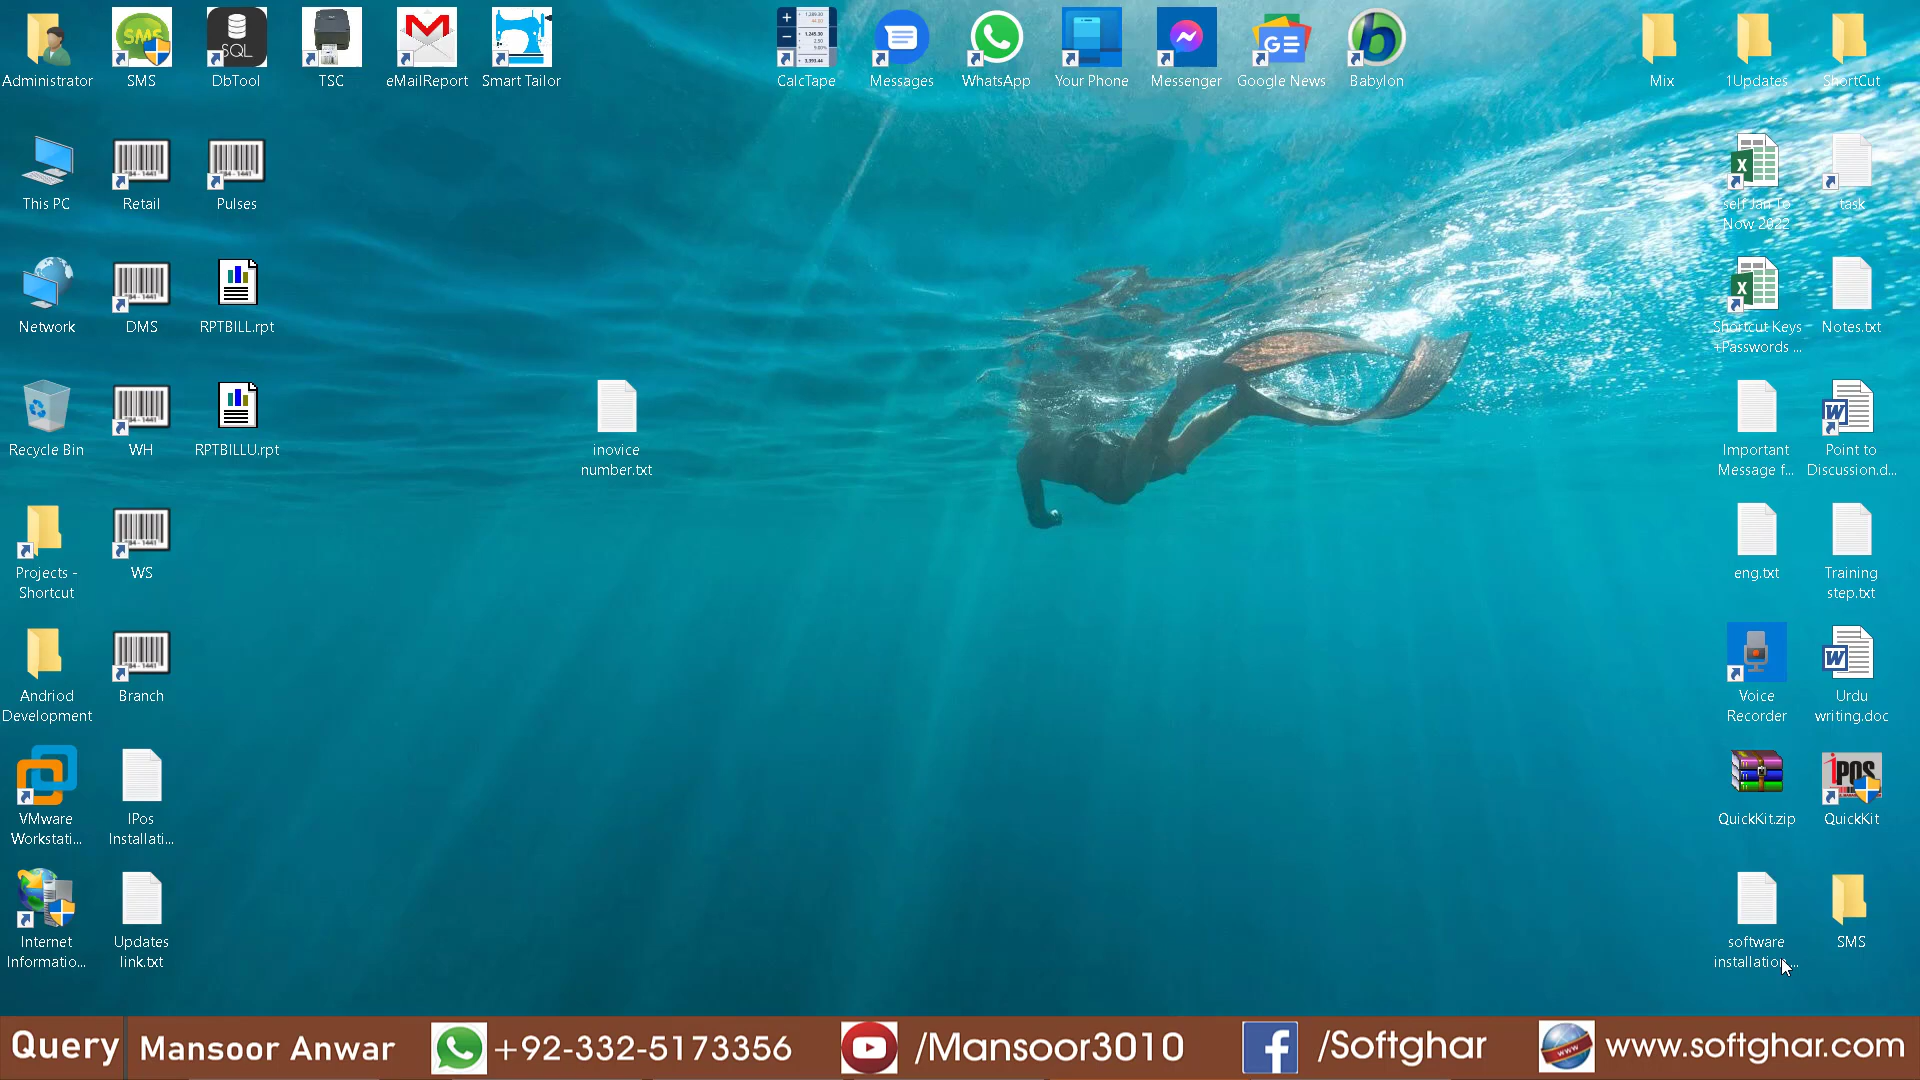 Administrator
SMS
DbTool
TSC
eMailReport
Smart Tailor
CalcTape
Messages
WhatsApp
Your Phone
Messenger
Google News
Babylon
Mix
1Updates
ShortCut
This PC
Retail
Pulses
self Jan To
Now 2022
task
Network
DMS
RPTBILL.rpt
Shortcut Keys
+Passwords ...
Notes.txt
Recycle Bin
WH
RPTBILLU.rpt
inovice
number.txt
Important
Message f...
Point to
Discussion.d...
Projects -
Shortcut
WS
eng.txt
Training
step.txt
Andriod
Development
Branch
Voice
Recorder
Urdu
writing.doc
VMware
Workstati...
IPos
Installati...
QuickKit.zip
QuickKit
Internet
Informatio...
Updates
link.txt
software
installation...
SMS
Query
Mansoor Anwar
+92-332-5173356
/Mansoor3010
/Softghar
www.softghar.com